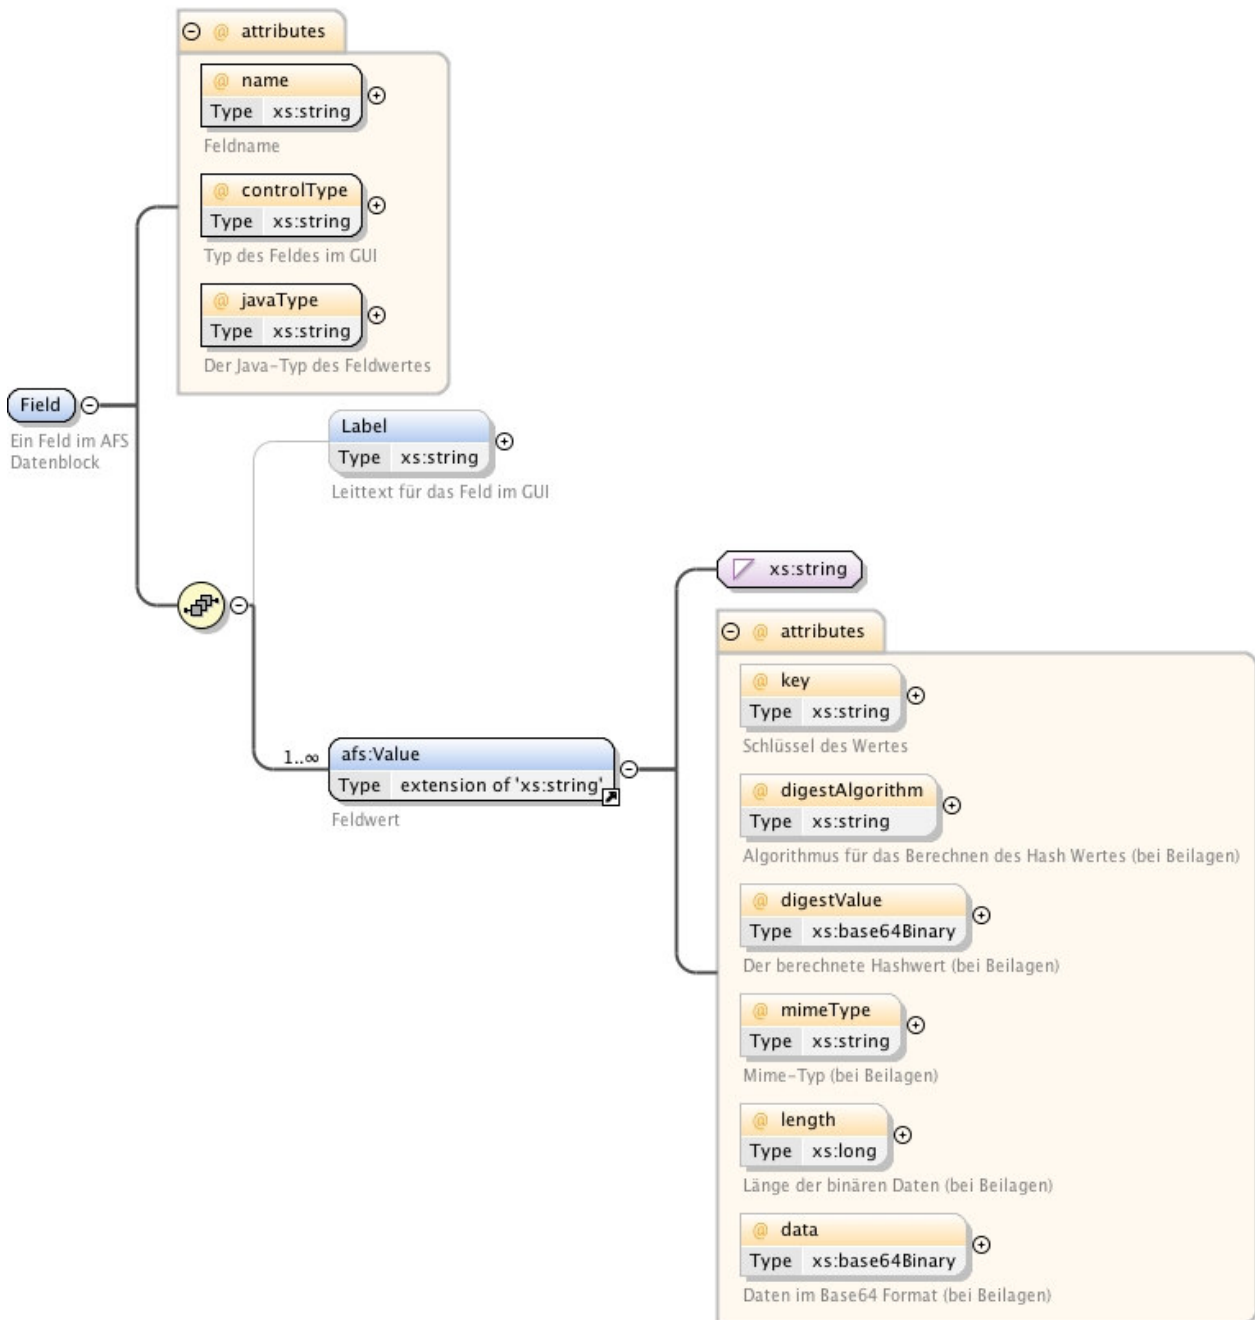 @ attributes
@ name
Type xs:string
Feldname
@ controlType
Type xs:string
Typ des Feldes im GUI
@ javaType
Type xs:string
Der Java-Typ des Feldwertes
Field
Ein Feld im AFS
Datenblock
Label
Type xs:string
Leittext für das Feld im GUI
1..∞
afs:Value
Type extension of 'xs:string'
Feldwert
xs:string
@ attributes
@ key
Type xs:string
Schlüssel des Wertes
@ digestAlgorithm
Type xs:string
Algorithmus für das Berechnen des Hash Wertes (bei Beilagen)
@ digestValue
Type xs:base64Binary
Der berechnete Hashwert (bei Beilagen)
@ mimeType
Type xs:string
Mime-Typ (bei Beilagen)
@ length
Type xs:long
Länge der binären Daten (bei Beilagen)
@ data
Type xs:base64Binary
Daten im Base64 Format (bei Beilagen)